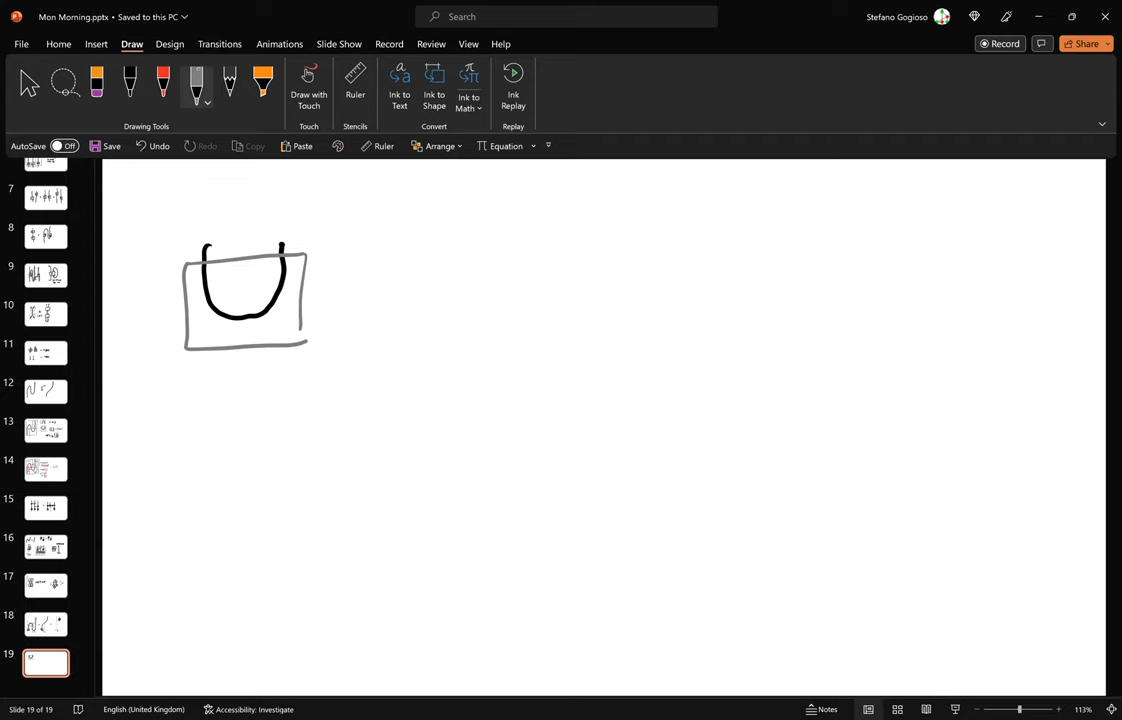 Mon Morning.pptx • Saved to this PC
Search
Stefano Gogioso
File Home Insert Draw Design Transitions Animations Slide Show Record Review View Help
Record
Share
Draw with Touch
Ruler
Ink to Text
Ink to Shape
Ink to Math
Ink Replay
Drawing Tools
Touch
Stencils
Convert
Replay
AutoSave Off Save Undo Redo Copy Paste Ruler Arrange Equation
7
8
9
10
11
12
13
14
15
16
17
18
19
Slide 19 of 19
English (United Kingdom)
Accessibility: Investigate
Notes
113%